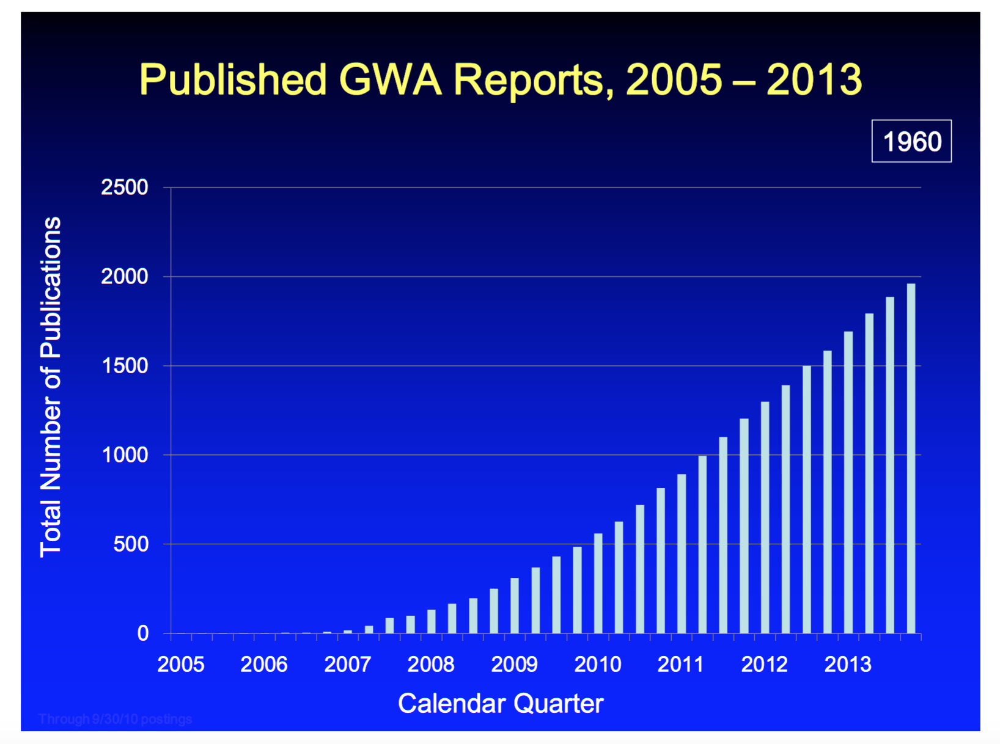 Published GWA Reports, 2005 – 2013
1960
Total Number of Publications
2500
2000
1500
1000
500
0
2005 2006 2007 2008 2009 2010 2011 2012 2013
Calendar Quarter
Through 9/30/10 postings